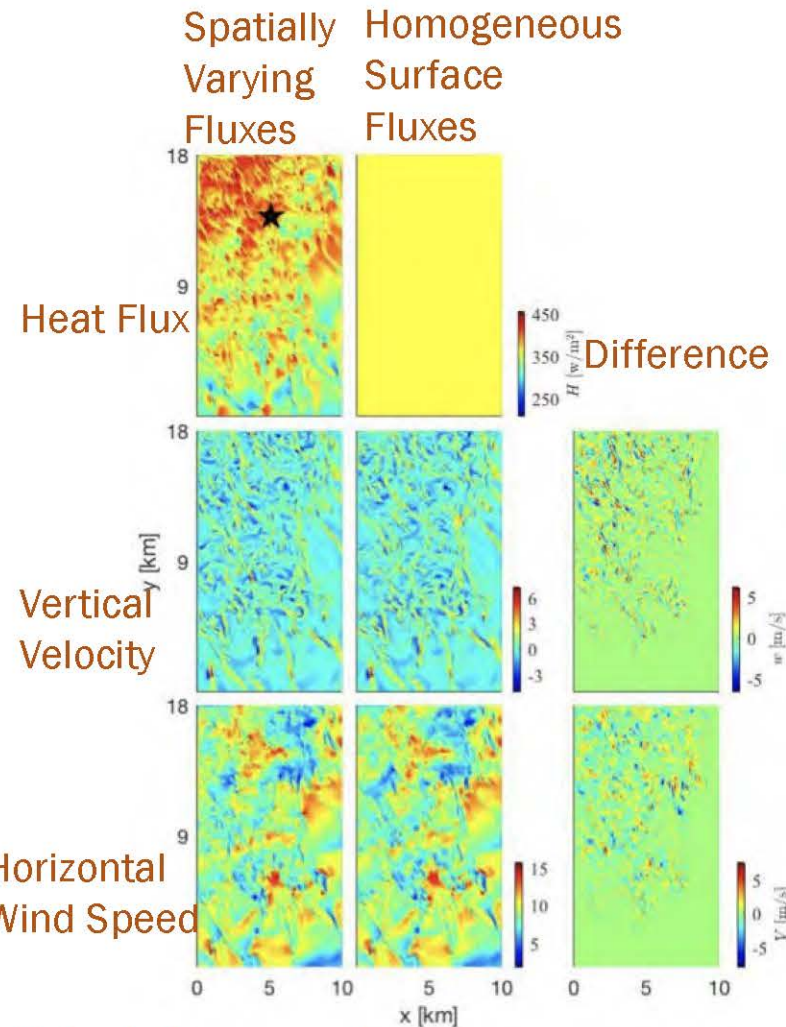 Spatially
Varying
Fluxes
Homogeneous
Surface
Fluxes
18
9
Heat Flux
450
350
250
H [w/m²]
Difference
18
9
y [km]
Vertical
Velocity
6
3
0
-3
5
0
-5
w [m/s]
18
9
Horizontal
Wind Speed
15
10
5
5
0
-5
V [m/s]
0
5
10
5
10
0
5
10
x [km]